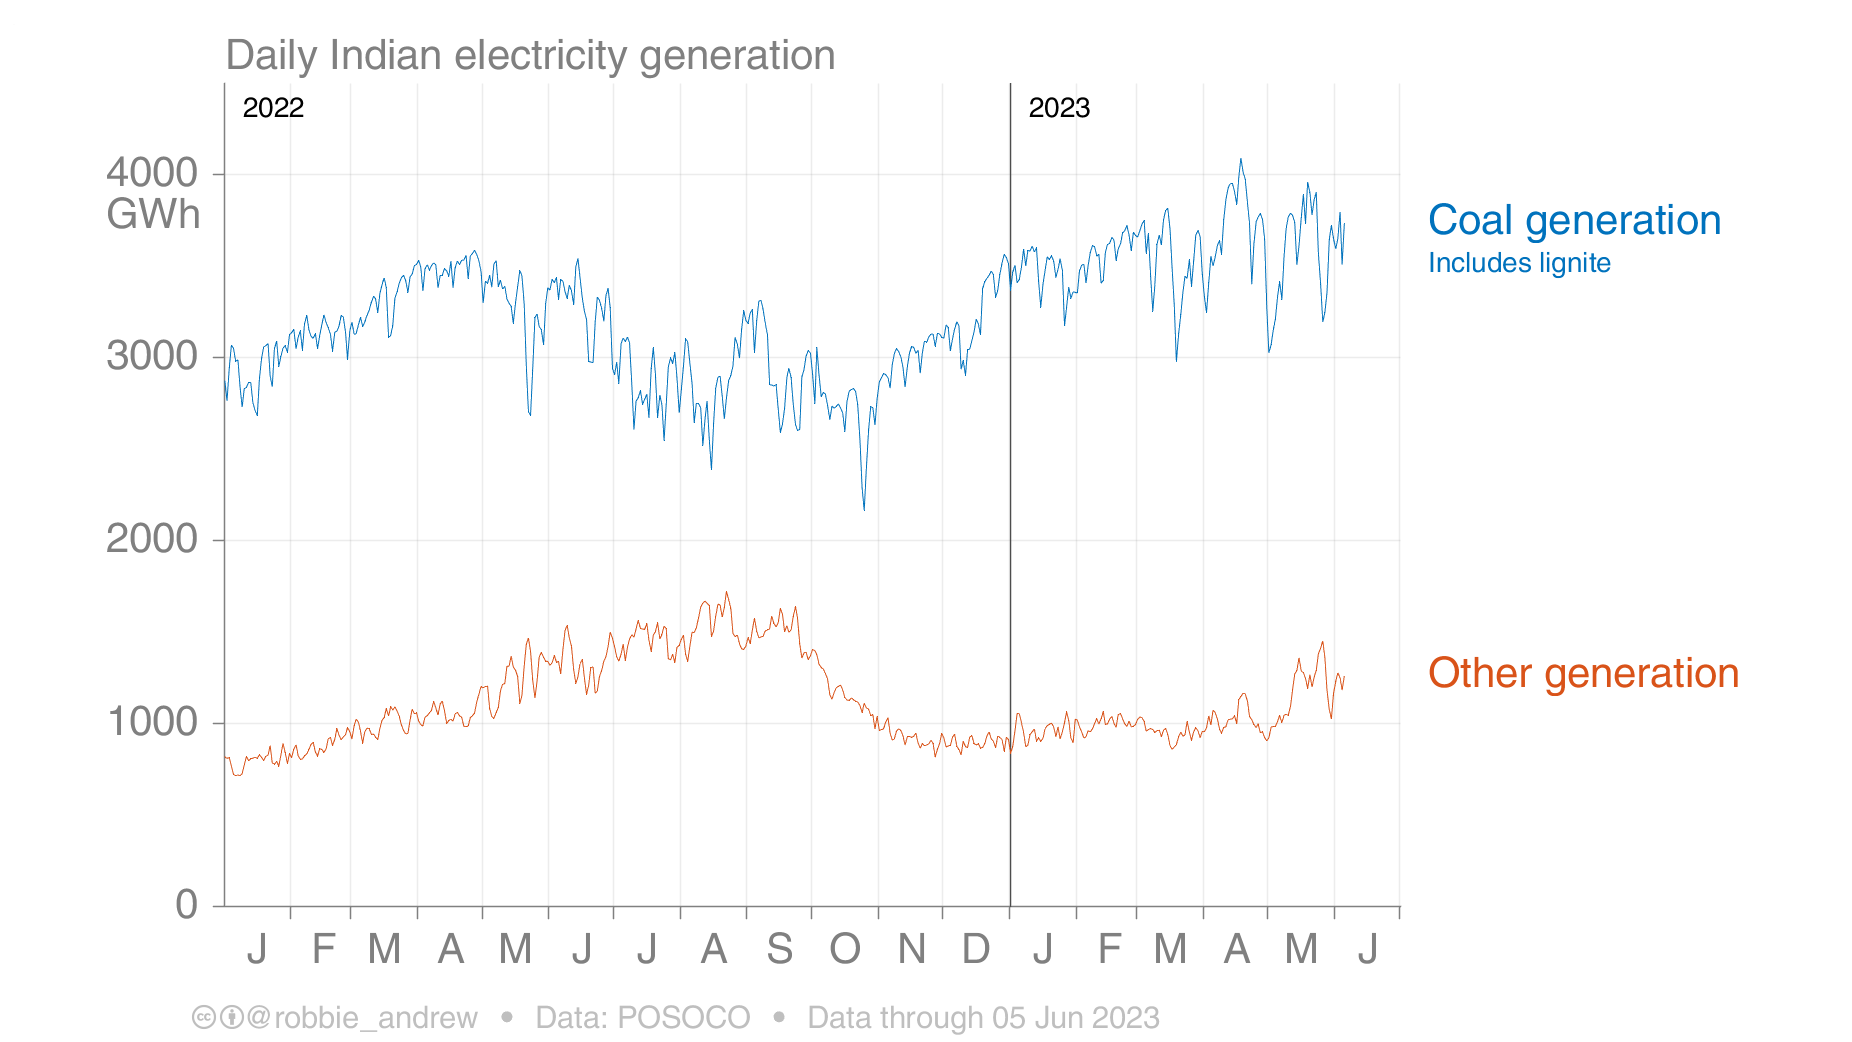 Daily Indian electricity generation
2022
2023
4000
GWh
3000
2000
1000
0
Coal generation
Includes lignite
Other generation
J F M A M J J A S O N D J F M A M J
cc @robbie_andrew • Data: POSOCO • Data through 05 Jun 2023